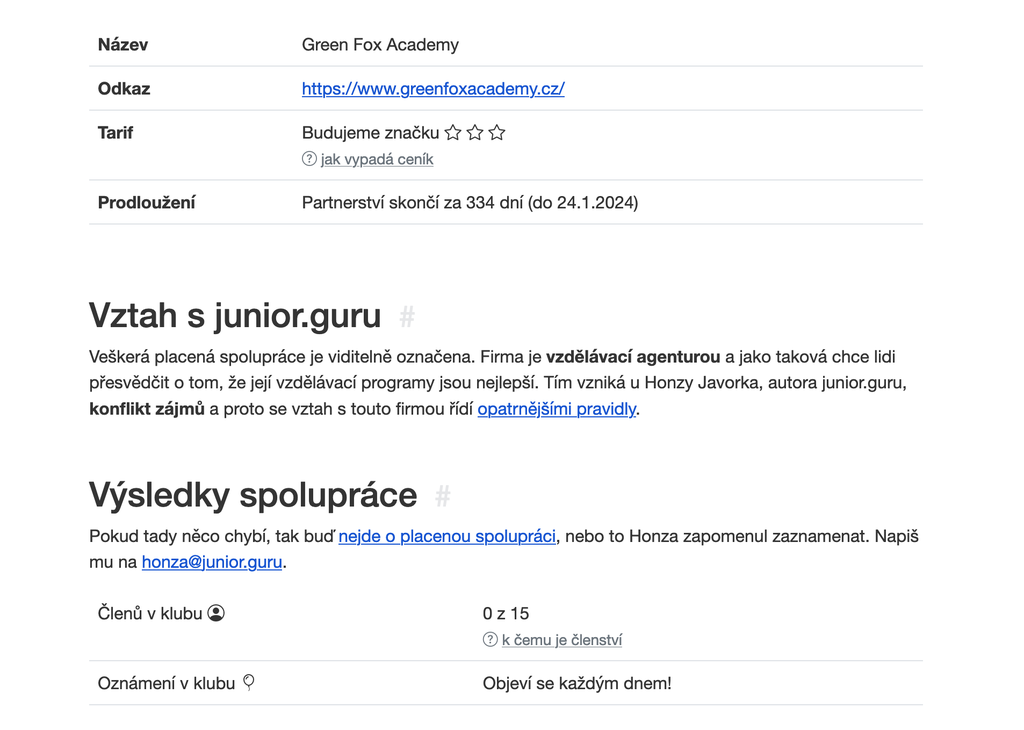 Název Green Fox Academy
Odkaz https://www.greenfoxacademy.cz/
Tarif Budujeme značku ☆ ☆ ☆
? jak vypadá ceník
Prodloužení Partnerství skončí za 334 dní (do 24.1.2024)
Vztah s junior.guru #
Veškerá placená spolupráce je viditelně označena. Firma je vzdělávací agenturou a jako taková chce lidi
přesvědčit o tom, že její vzdělávací programy jsou nejlepší. Tím vzniká u Honzy Javorka, autora junior.guru,
konflikt zájmů a proto se vztah s touto firmou řídí opatrnějšími pravidly.
Výsledky spolupráce #
Pokud tady něco chybí, tak buď nejde o placenou spolupráci, nebo to Honza zapomenul zaznamenat. Napiš
mu na honza@junior.guru.
Členů v klubu 0 z 15
? k čemu je členství
Oznámení v klubu Objeví se každým dnem!